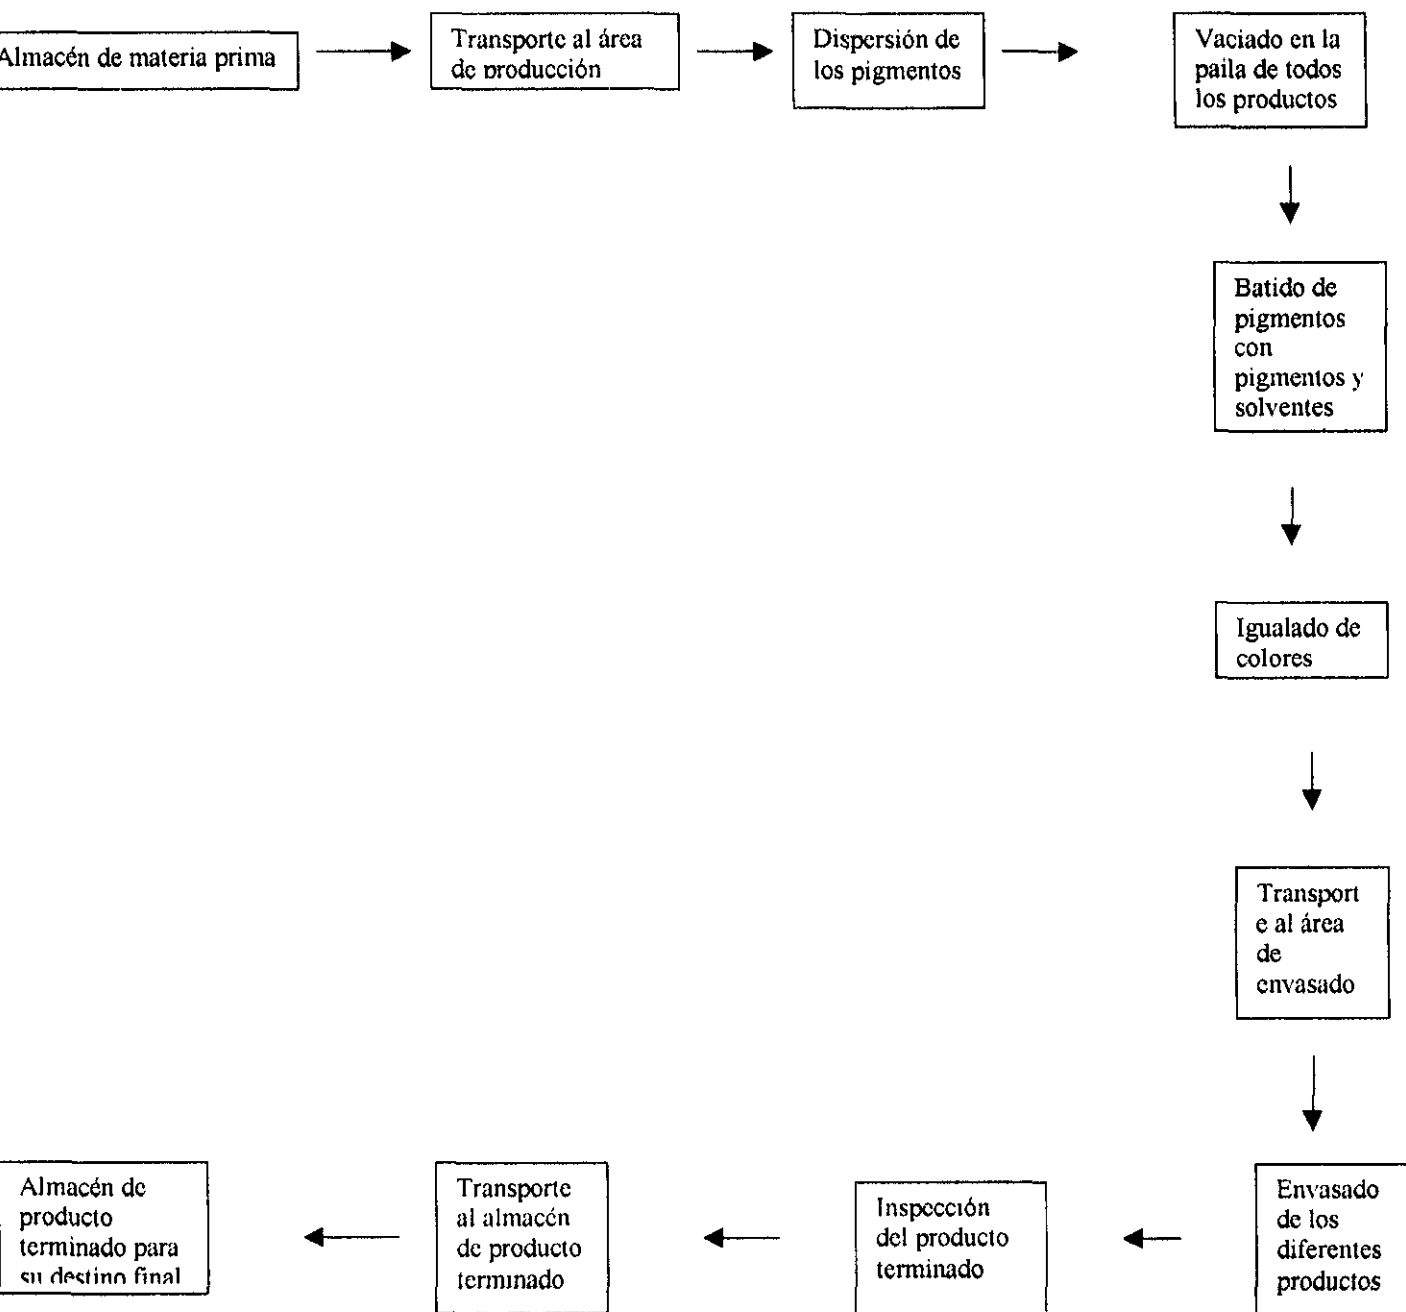 Almacén de materia prima
Transporte al área
de producción
Dispersión de
los pigmentos
Vaciado en la
paila de todos
los productos
Batido de
pigmentos
con
pigmentos y
solventes
Igualado de
colores
Transport
e al área
de
envasado
Envasado
de los
diferentes
productos
Inspección
del producto
terminado
Transporte
al almacén
de producto
terminado
Almacén de
producto
terminado para
su destino final